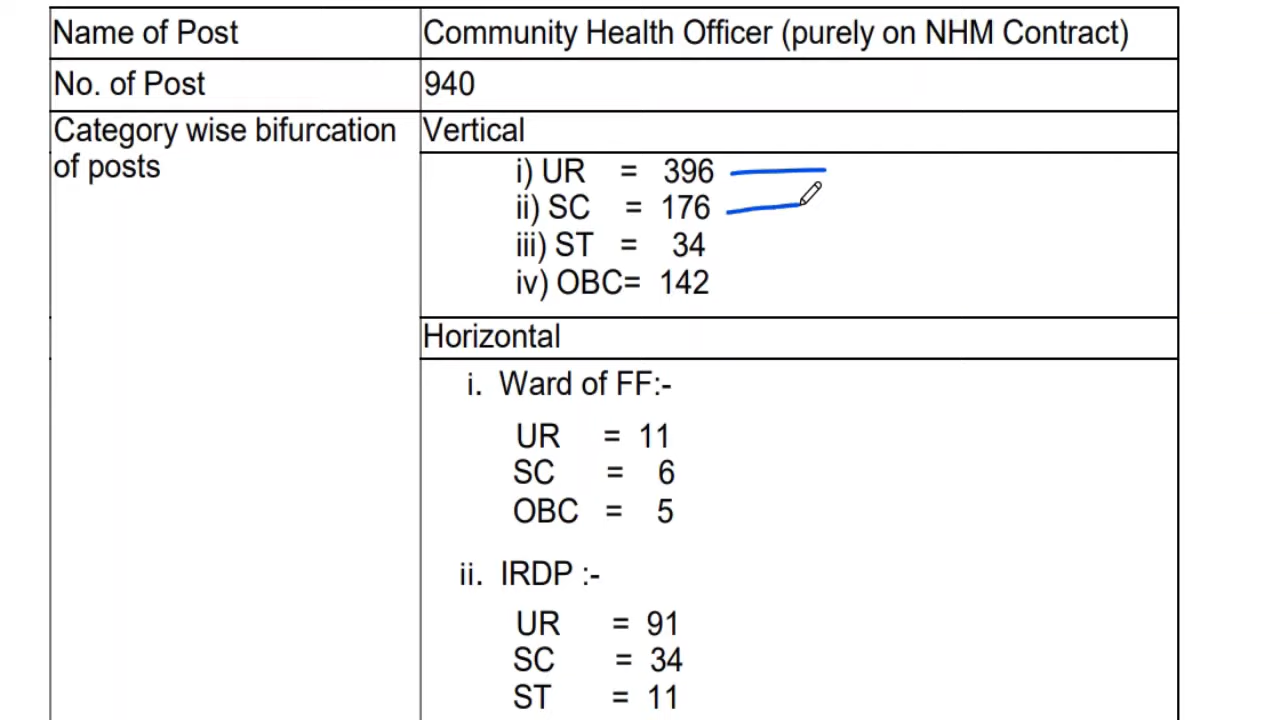 Name of Post
Community Health Officer (purely on NHM Contract)
No. of Post
940
Category wise bifurcation
of posts
Vertical
i) UR = 396
ii) SC = 176
iii) ST = 34
iv) OBC= 142
Horizontal
i. Ward of FF:-
UR = 11
SC = 6
OBC = 5
ii. IRDP :-
UR = 91
SC = 34
ST = 11